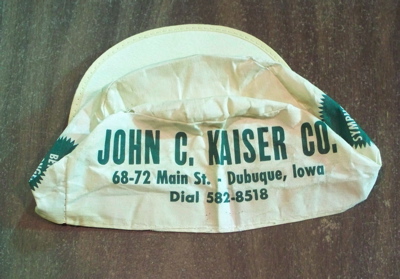 JOHN C. KAISER CO.
68-72 Main St. - Dubuque, Iowa
Dial 582-8518